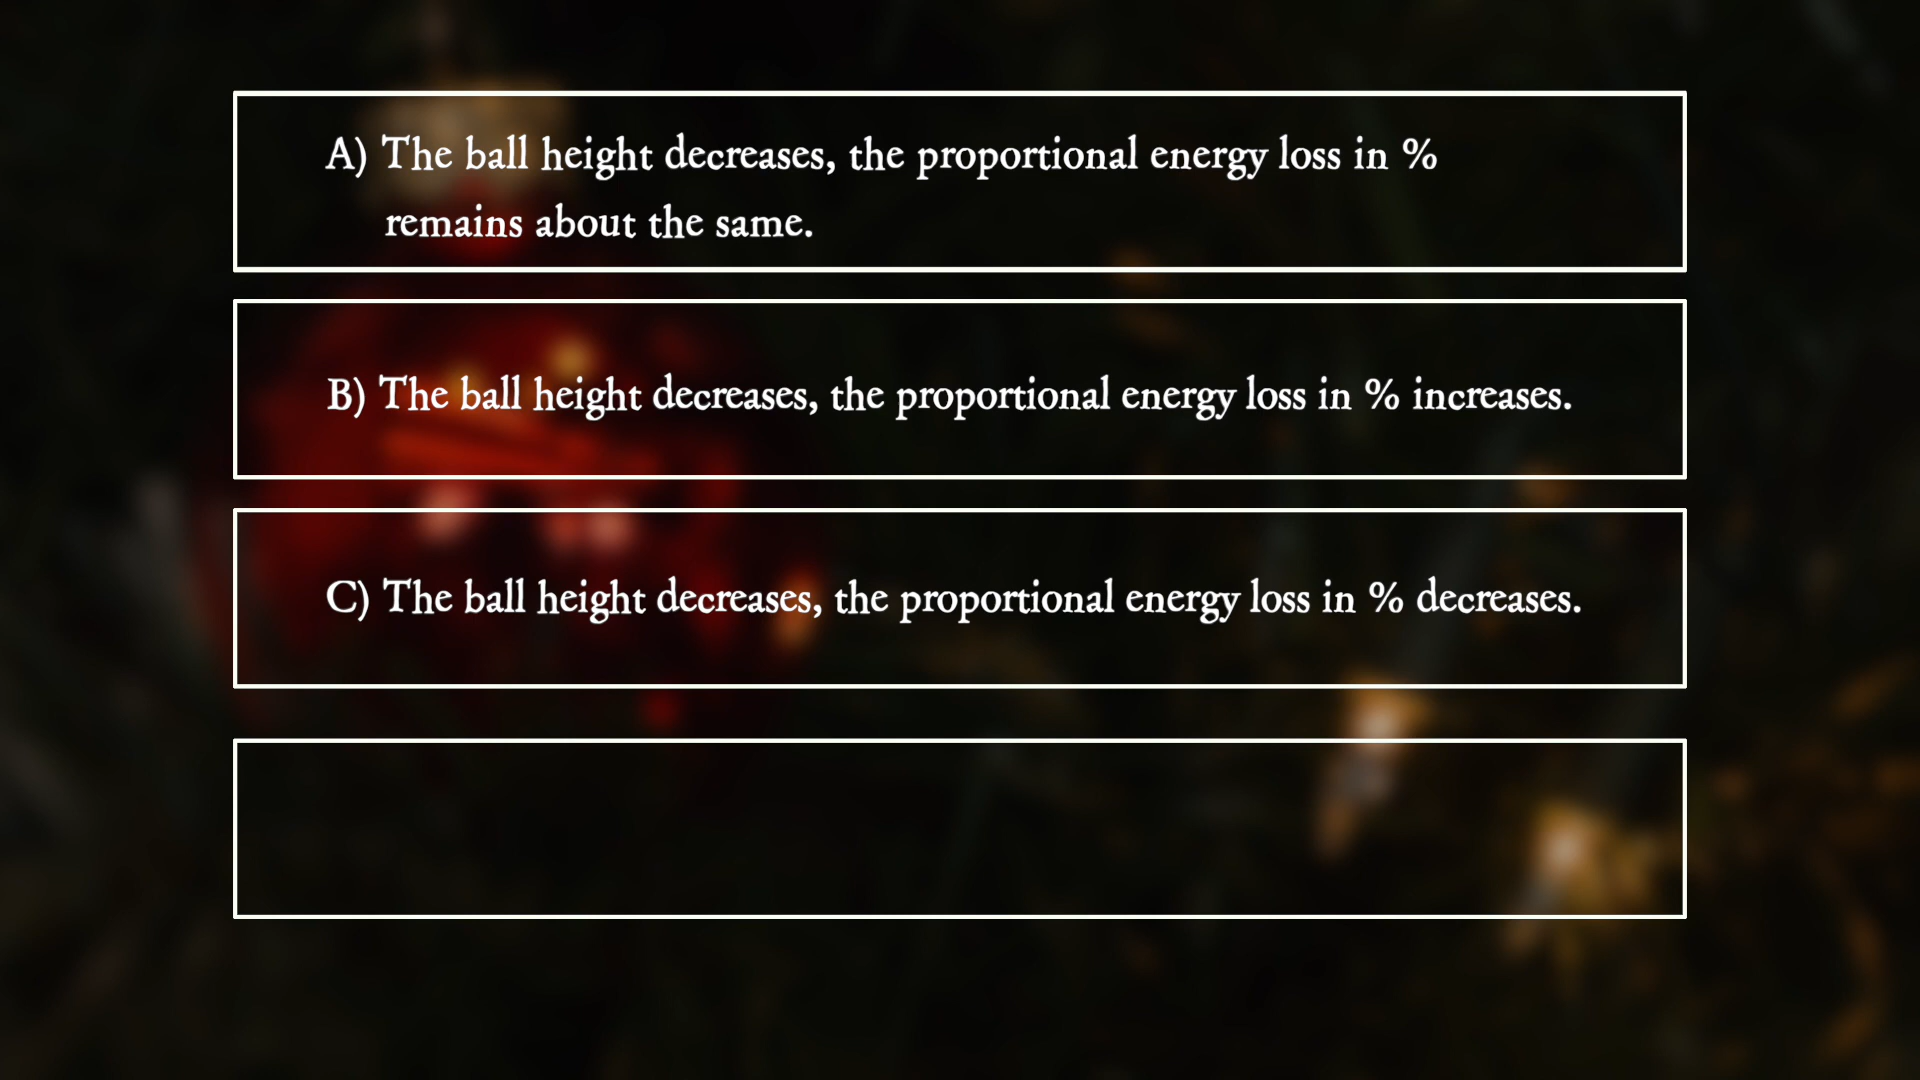 A) The ball height decreases, the proportional energy loss in %
remains about the same.
B) The ball height decreases, the proportional energy loss in % increases.
C) The ball height decreases, the proportional energy loss in % decreases.